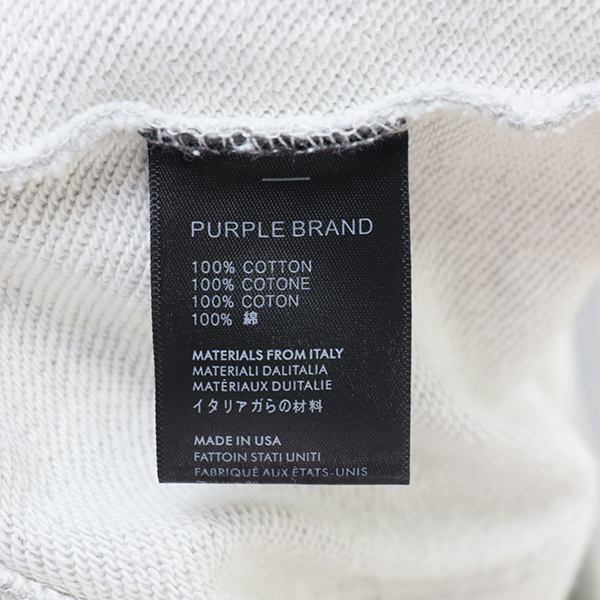 PURPLE BRAND
100% COTTON
100% COTONE
100% COTON
100% 綿
MATERIALS FROM ITALY
MATERIALI DALITALIA
MATÉRIAUX DUITALIE
イタリアガらの材料
MADE IN USA
FATTOIN STATI UNITI
FABRIQUÉ AUX ÉTATS-UNIS